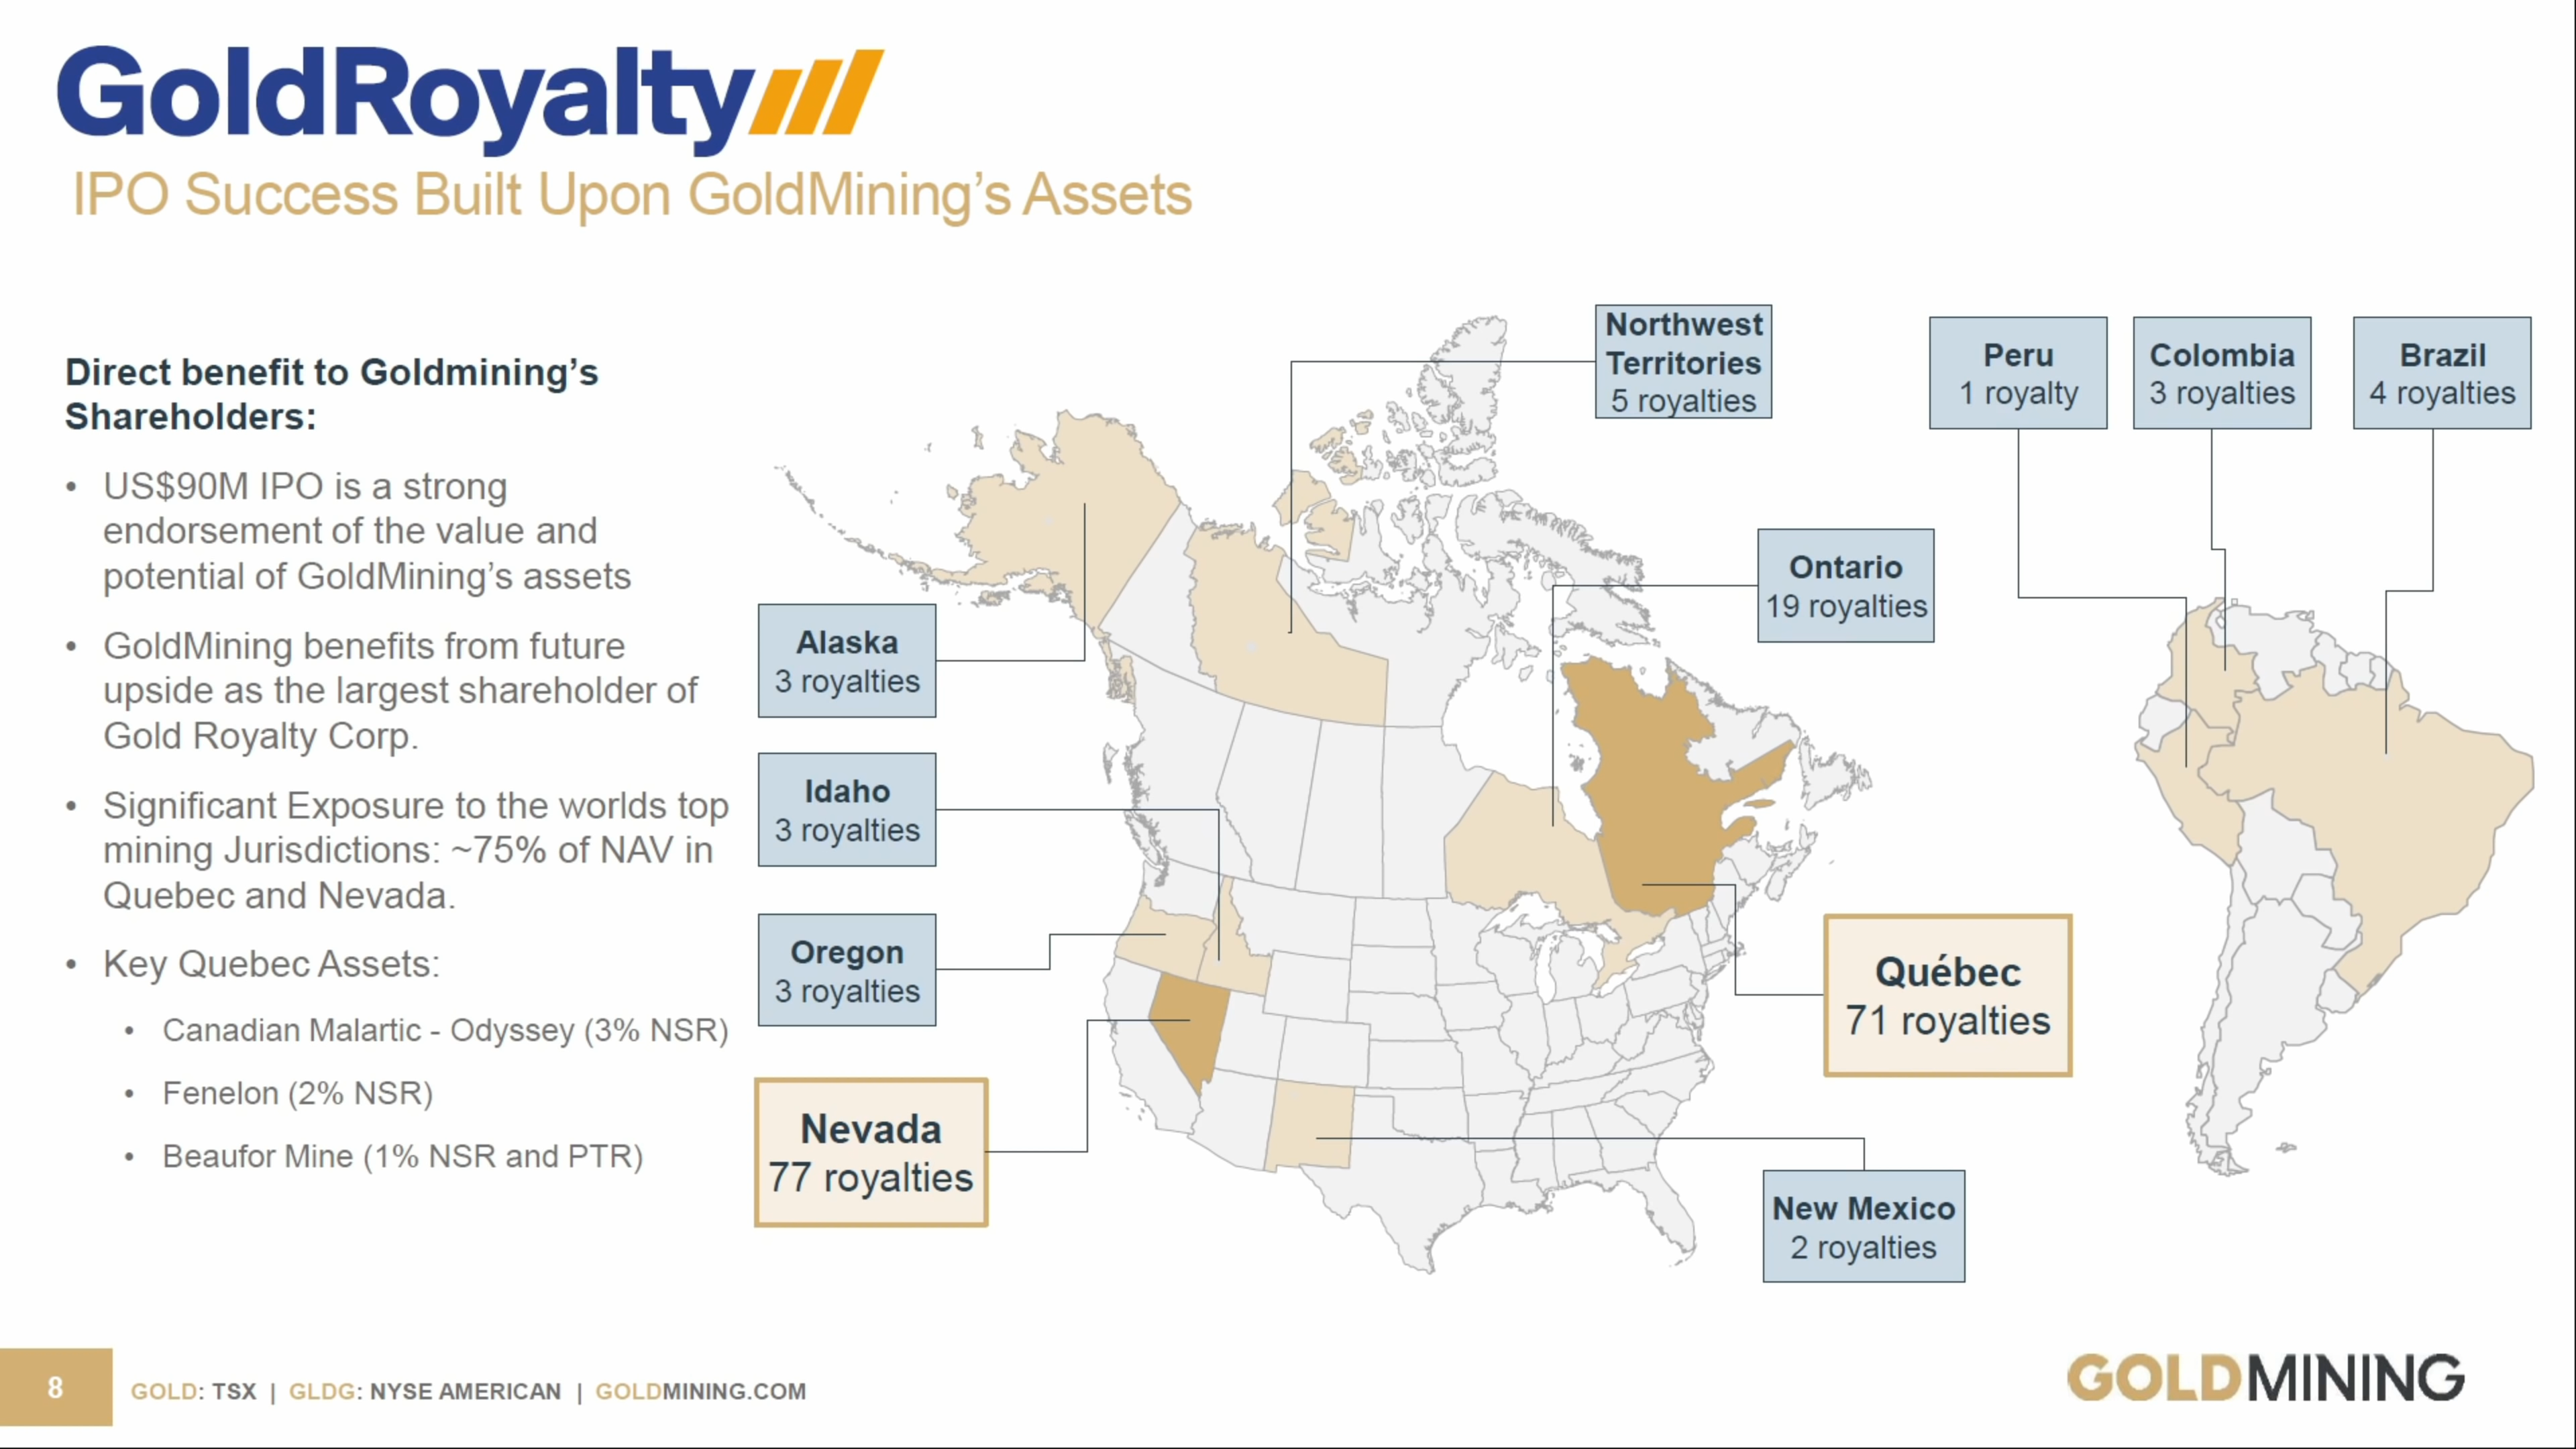 GoldRoyalty
IPO Success Built Upon GoldMining's Assets
Direct benefit to Goldmining's
Shareholders:
• US$90M IPO is a strong
endorsement of the value and
potential of GoldMining's assets
• GoldMining benefits from future
upside as the largest shareholder of
Gold Royalty Corp.
• Significant Exposure to the worlds top
mining Jurisdictions: ~75% of NAV in
Quebec and Nevada.
• Key Quebec Assets:
• Canadian Malartic - Odyssey (3% NSR)
• Fenelon (2% NSR)
• Beaufor Mine (1% NSR and PTR)
Northwest
Territories
5 royalties
Peru
1 royalty
Colombia
3 royalties
Brazil
4 royalties
Ontario
19 royalties
Alaska
3 royalties
Idaho
3 royalties
Oregon
3 royalties
Québec
71 royalties
Nevada
77 royalties
New Mexico
2 royalties
8
GOLD: TSX | GLDG: NYSE AMERICAN | GOLDMINING.COM
GOLDMINING